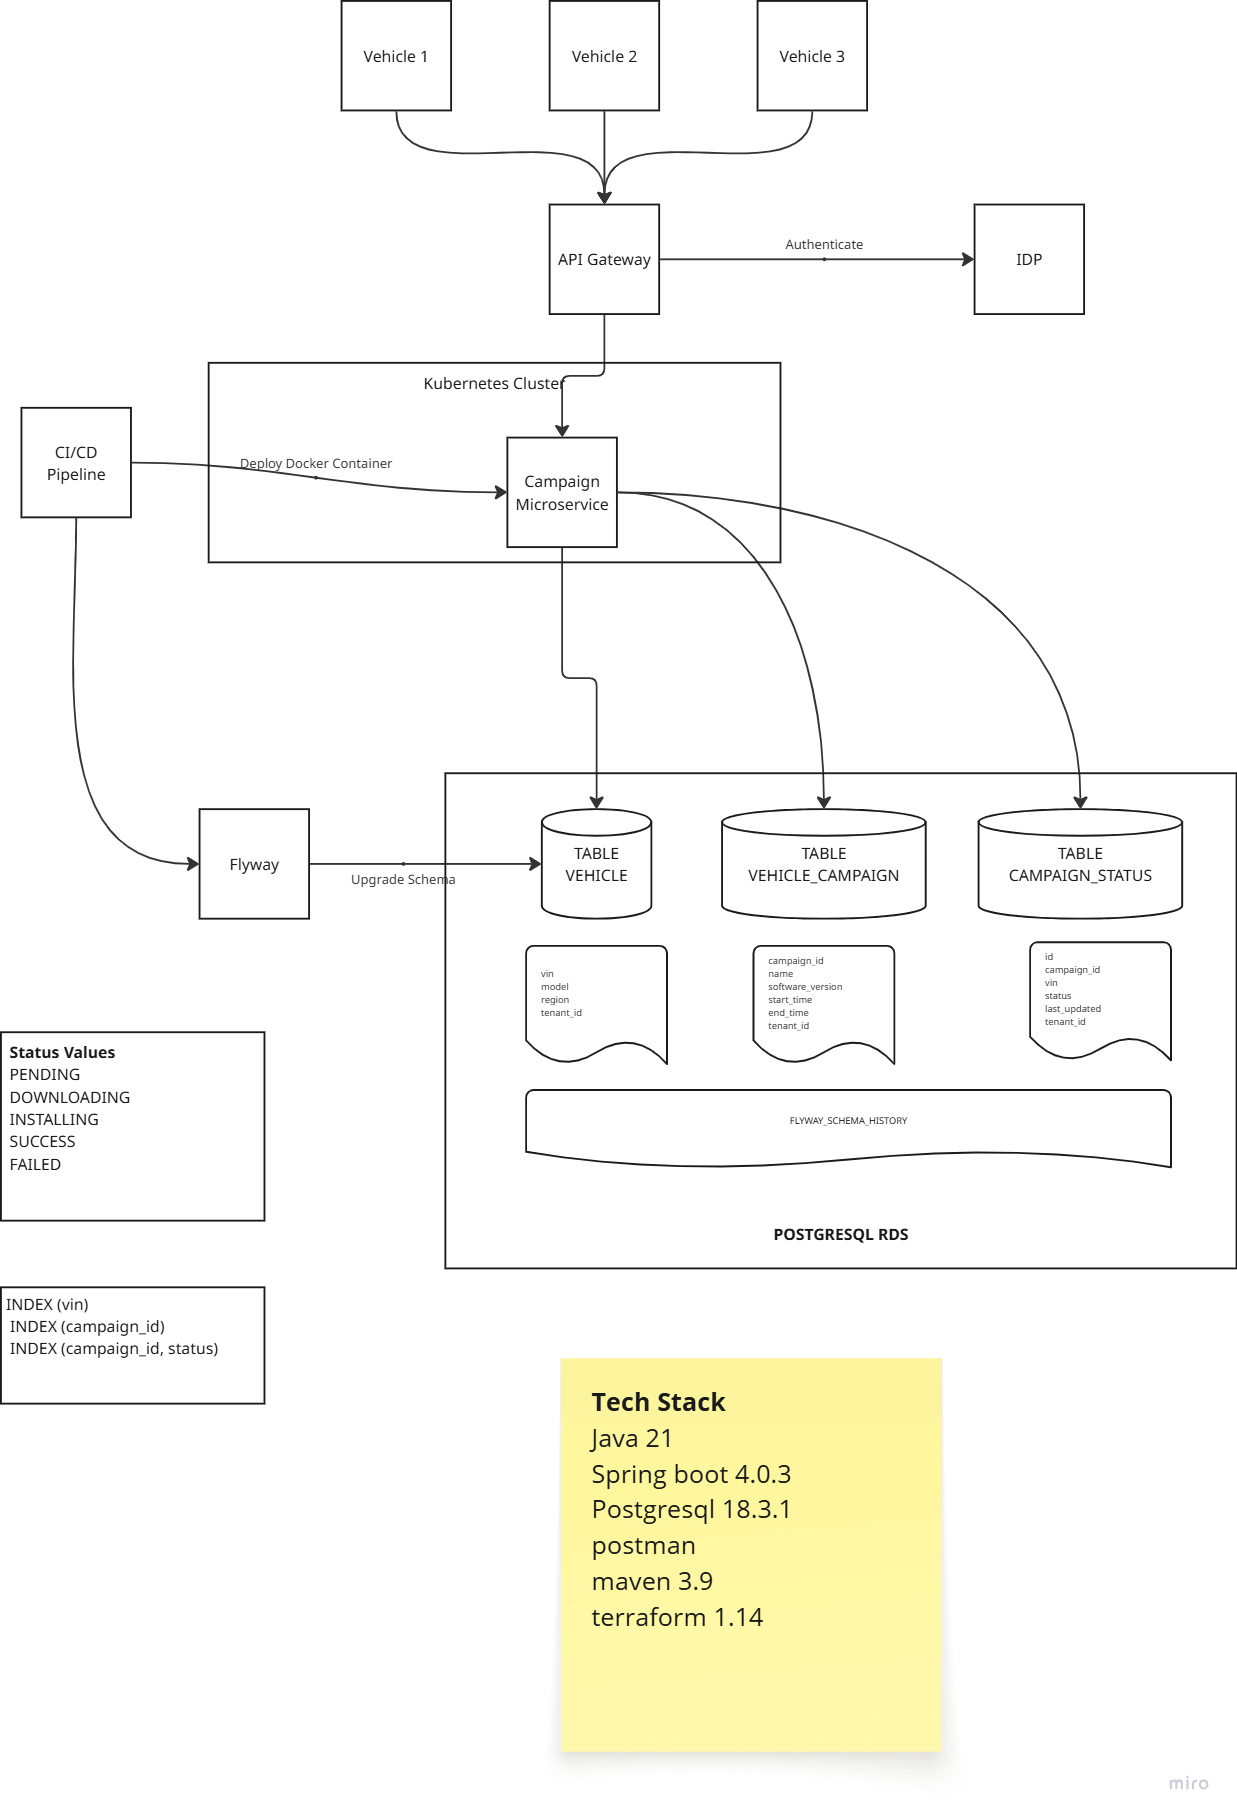 Vehicle 1
Vehicle 2
Vehicle 3
API Gateway
Authenticate
IDP
Kubernetes Cluster
CI/CD
Pipeline
Deploy Docker Container
Campaign
Microservice
Flyway
Upgrade Schema
TABLE
VEHICLE
TABLE
VEHICLE_CAMPAIGN
TABLE
CAMPAIGN_STATUS
vin
model
region
tenant_id
campaign_id
name
software_version
start_time
end_time
tenant_id
id
campaign_id
vin
status
last_updated
tenant_id
FLYWAY_SCHEMA_HISTORY
POSTGRESQL RDS
Status Values
PENDING
DOWNLOADING
INSTALLING
SUCCESS
FAILED
INDEX (vin)
INDEX (campaign_id)
INDEX (campaign_id, status)
Tech Stack
Java 21
Spring boot 4.0.3
Postgresql 18.3.1
postman
maven 3.9
terraform 1.14
miro